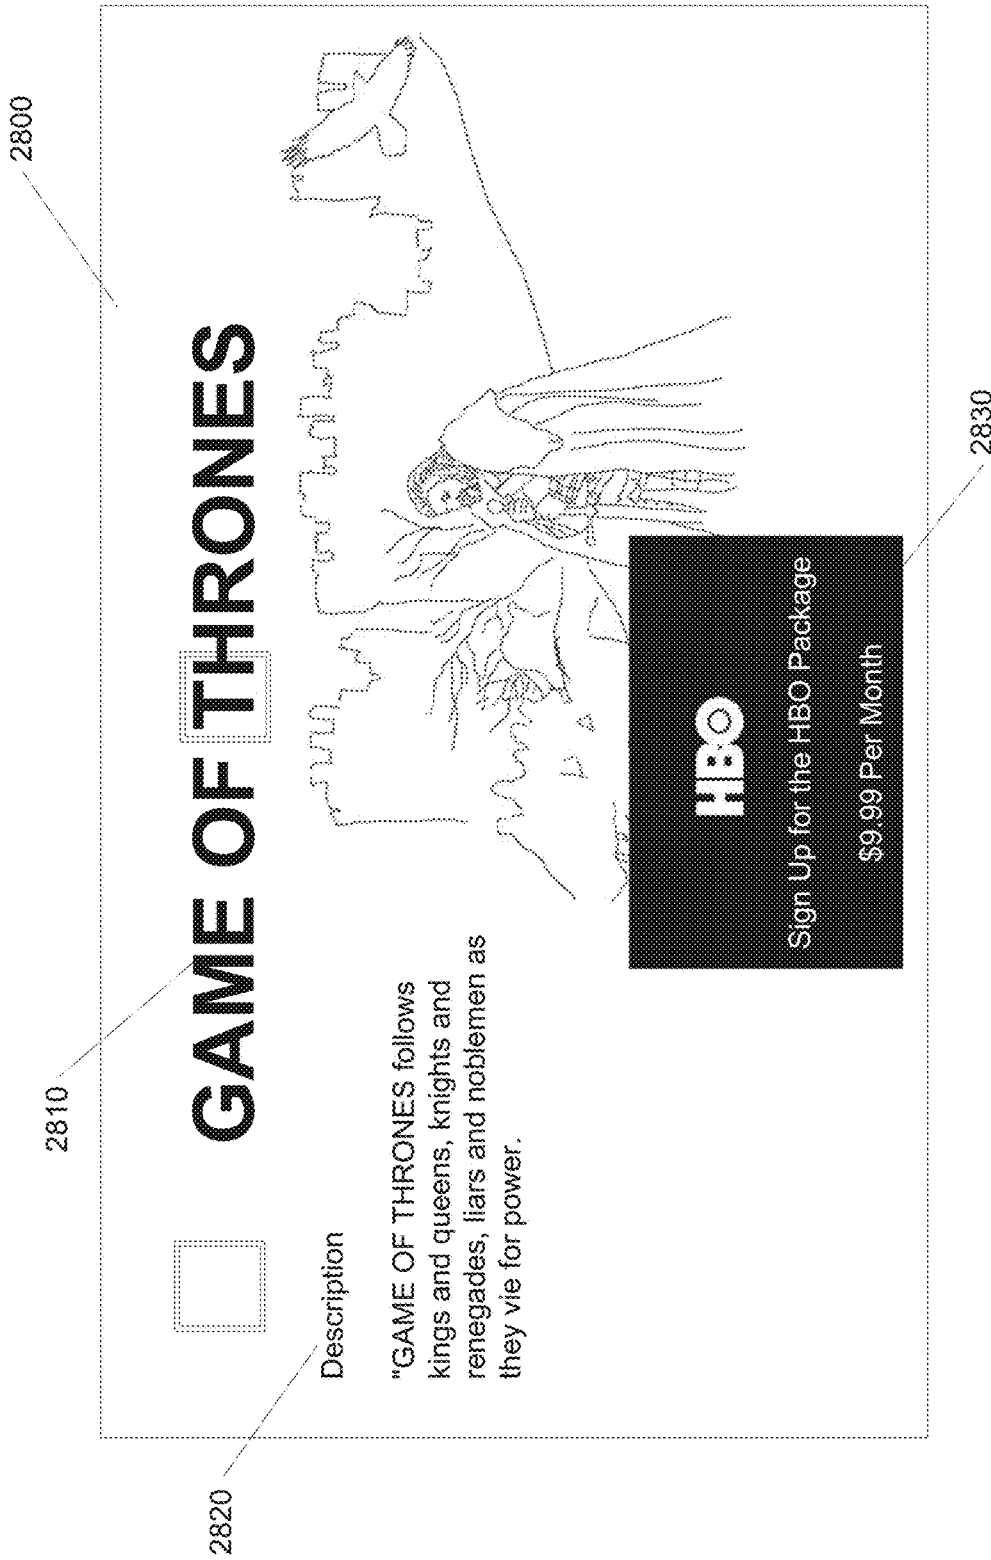 2800
2810
GAME OF THRONES
2820
Description
"GAME OF THRONES follows
kings and queens, knights and
renegades, liars and noblemen as
they vie for power.
HBO
Sign Up for the HBO Package
$9.99 Per Month
2830